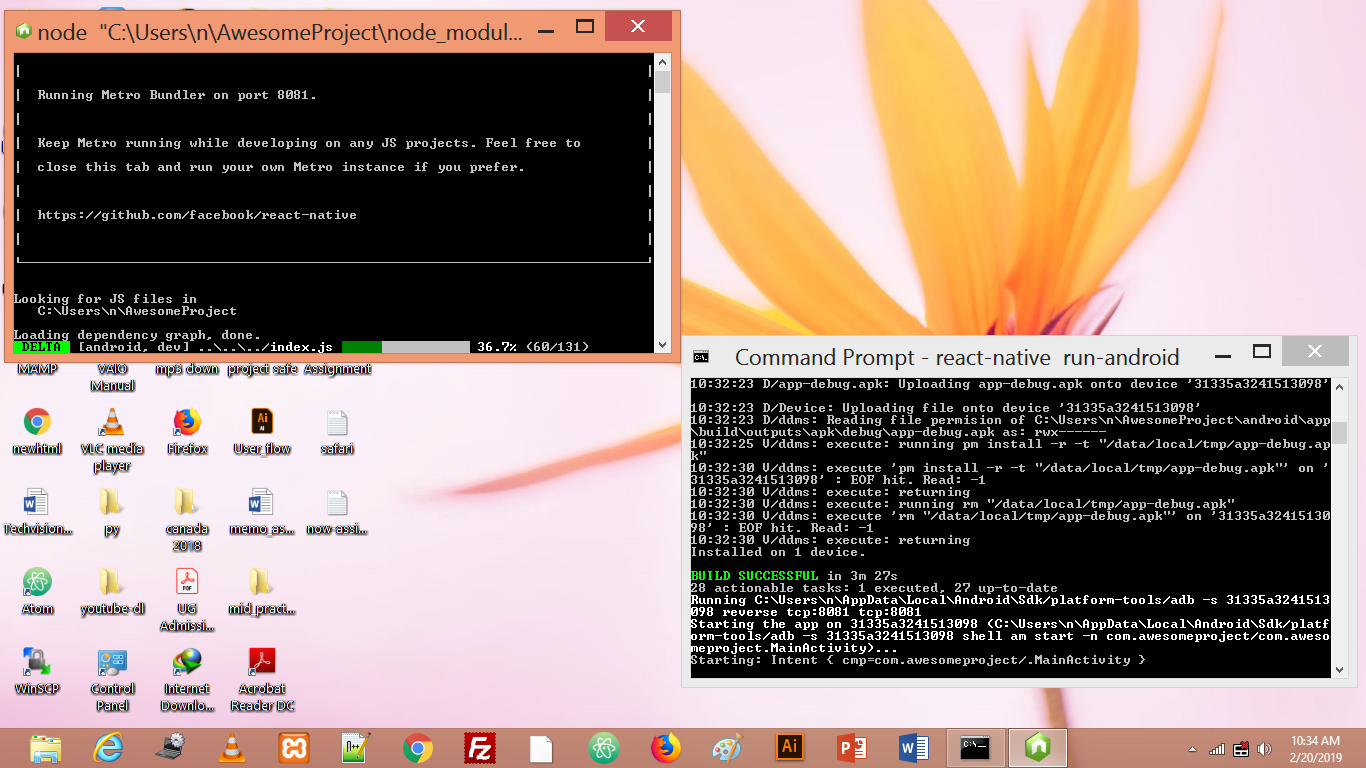 node "C:\Users\n\AwesomeProject\node_modul...
Running Metro Bundler on port 8081.
Keep Metro running while developing on any JS projects. Feel free to
close this tab and run your own Metro instance if you prefer.
https://github.com/facebook/react-native
Looking for JS files in
C:\Users\n\AwesomeProject
Loading dependency graph, done.
DELTA [android, dev] ..\..\../index.js 36.7% (60/131)
MAMP
VAIO
Manual
mp3 down
project safe
Assignment
newhtml
VLC media
player
Firefox
User_flow
safari
Techvision...
py
canada
2018
memo_as...
now-assi...
Atom
youtube-dl
UG
Admissi...
mid_pract...
WinSCP
Control
Panel
Internet
Downlo...
Acrobat
Reader DC
Command Prompt - react-native run-android
10:32:23 D/app-debug.apk: Uploading app-debug.apk onto device '31335a3241513098'
10:32:23 D/Device: Uploading file onto device '31335a3241513098'
10:32:23 D/ddms: Reading file permision of C:\Users\n\AwesomeProject\android\app
\build\outputs\apk\debug\app-debug.apk as: rwx------
10:32:25 V/ddms: execute: running pm install -r -t "/data/local/tmp/app-debug.ap
k"
10:32:30 V/ddms: execute 'pm install -r -t "/data/local/tmp/app-debug.apk"' on '
31335a3241513098' : EOF hit. Read: -1
10:32:30 V/ddms: execute: returning
10:32:30 V/ddms: execute: running rm "/data/local/tmp/app-debug.apk"
10:32:30 V/ddms: execute 'rm "/data/local/tmp/app-debug.apk"' on '31335a32415130
98' : EOF hit. Read: -1
10:32:30 V/ddms: execute: returning
Installed on 1 device.
BUILD SUCCESSFUL in 3m 27s
28 actionable tasks: 1 executed, 27 up-to-date
Running C:\Users\n\AppData\Local\Android\Sdk/platform-tools/adb -s 31335a3241513
098 reverse tcp:8081 tcp:8081
Starting the app on 31335a3241513098 (C:\Users\n\AppData\Local\Android\Sdk/platf
orm-tools/adb -s 31335a3241513098 shell am start -n com.awesomeproject/com.aweso
meproject.MainActivity)...
Starting: Intent { cmp=com.awesomeproject/.MainActivity }
10:34 AM
2/20/2019